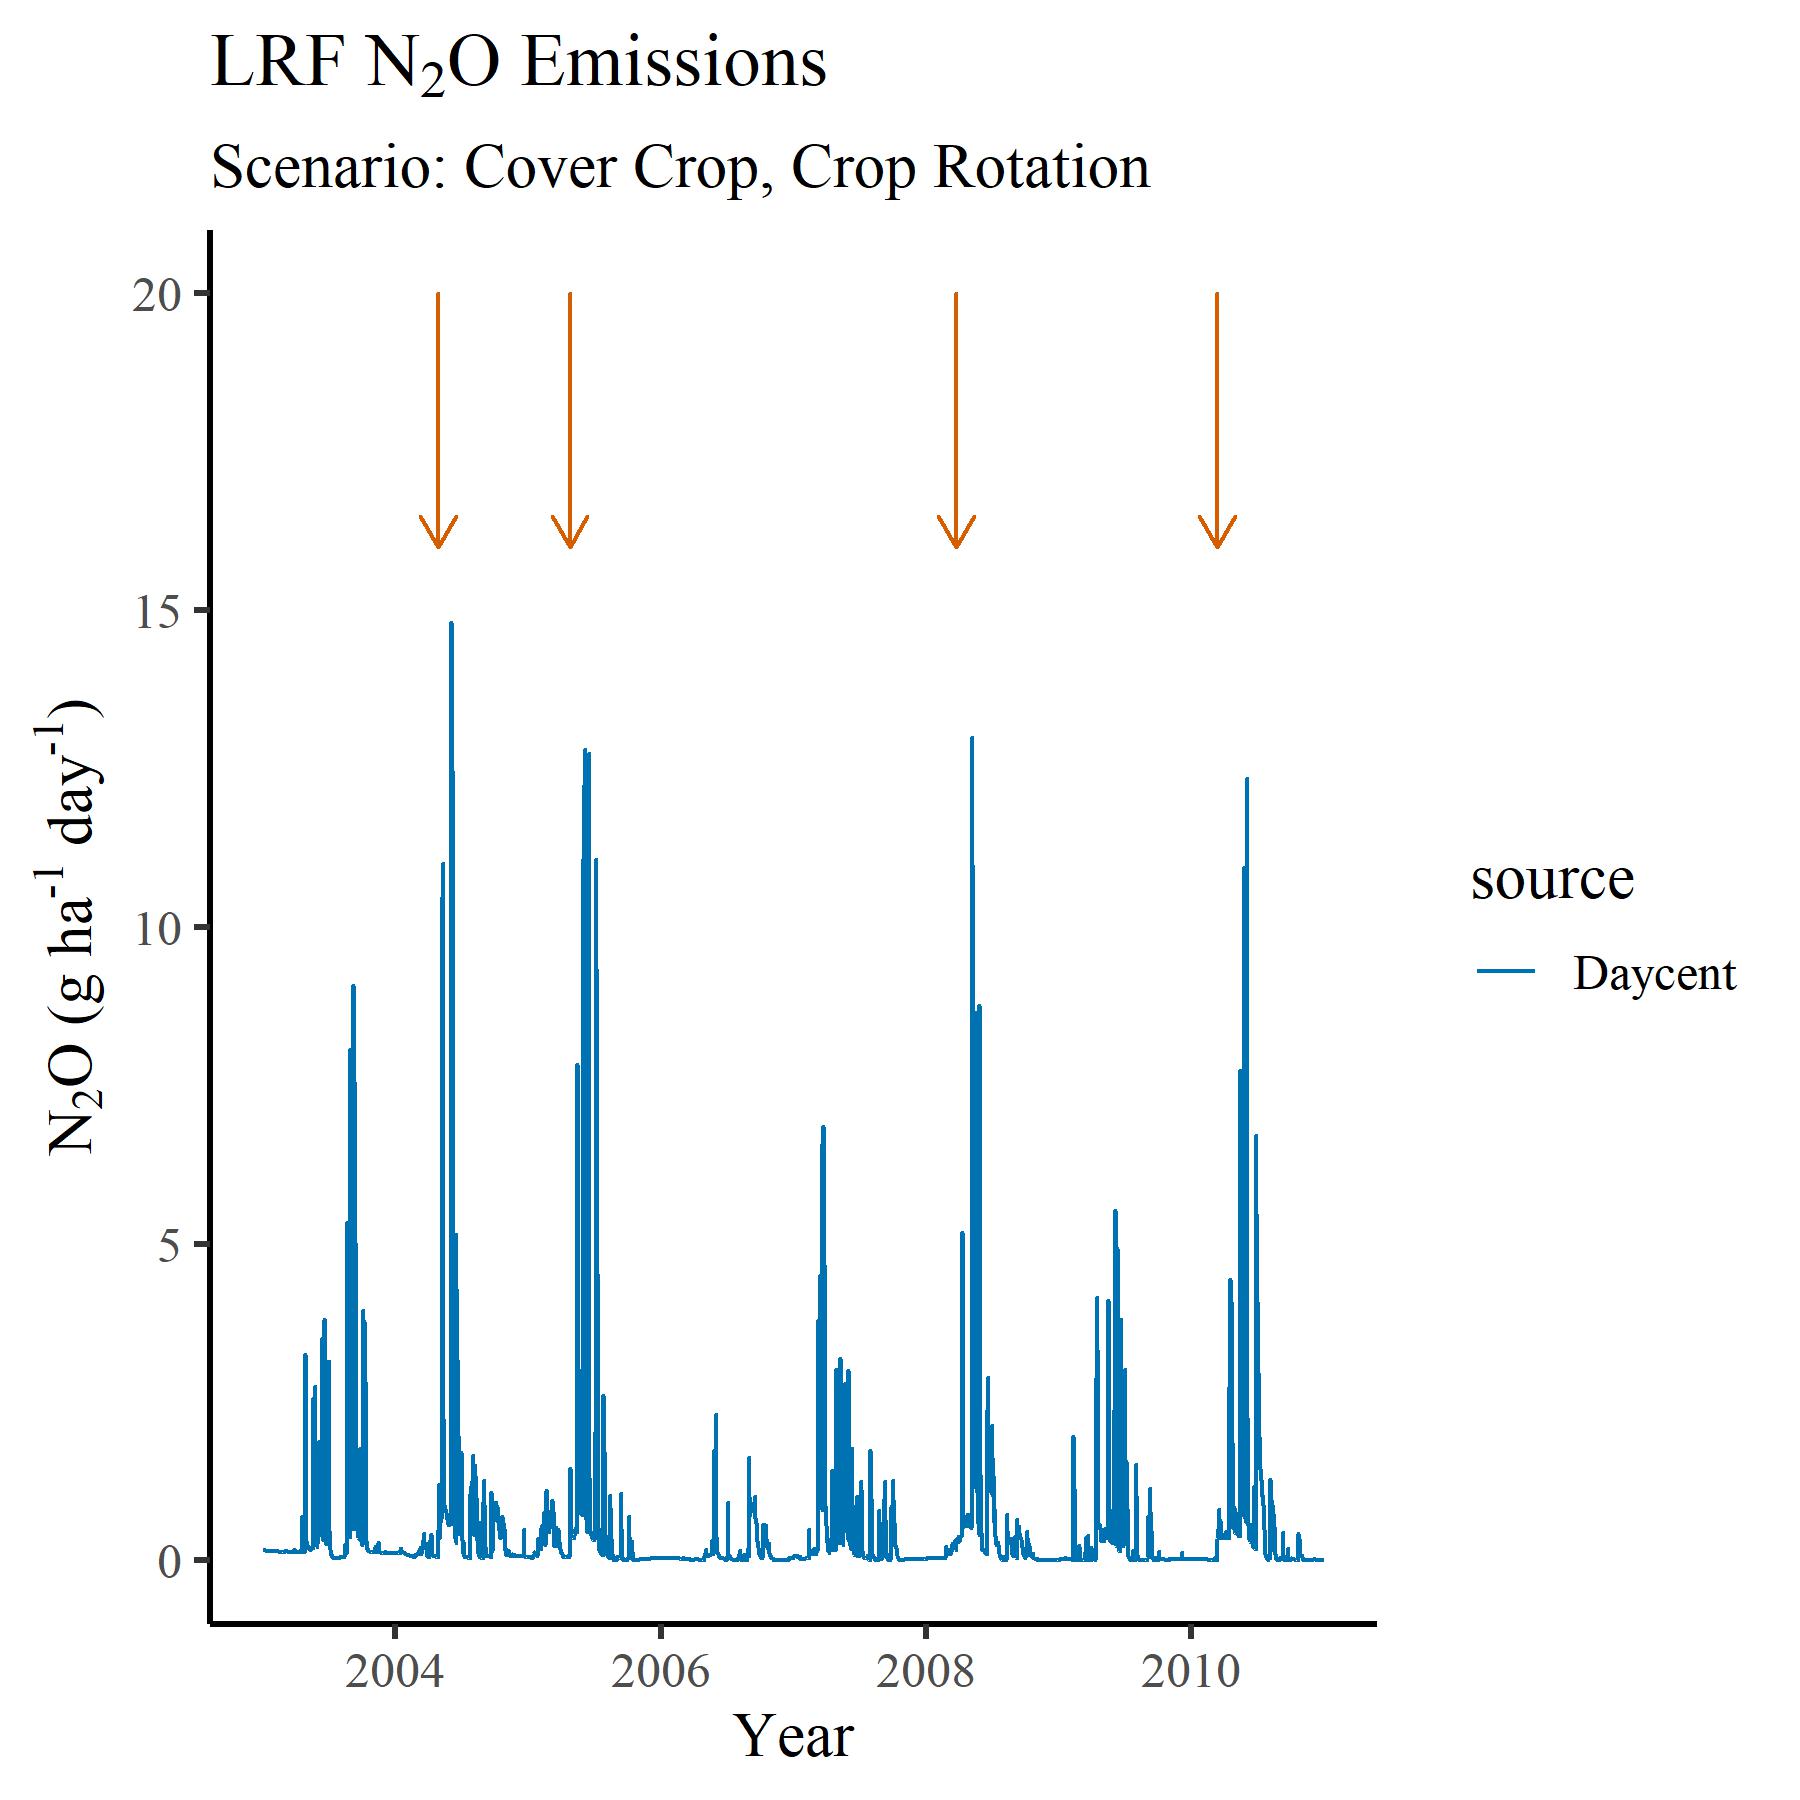 LRF N₂O Emissions
Scenario: Cover Crop, Crop Rotation
N₂O (g ha⁻¹ day⁻¹)
20
15
10
5
0
2004 2006 2008 2010
Year
source
Daycent